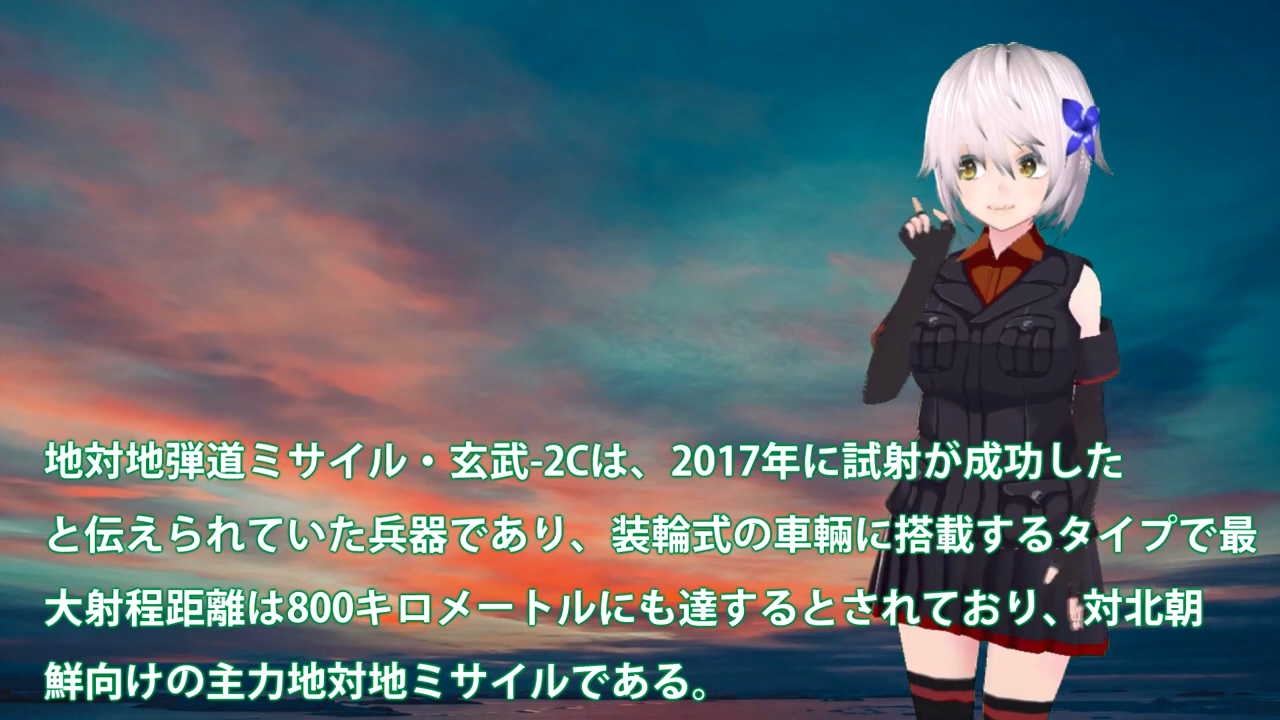 地対地弾道ミサイル・玄武-2Cは、2017年に試射が成功した
と伝えられていた兵器であり、装輪式の車輌に搭載するタイプで最
大射程距離は800キロメートルにも達するとされており、対北朝
鮮向けの主力地対地ミサイルである。